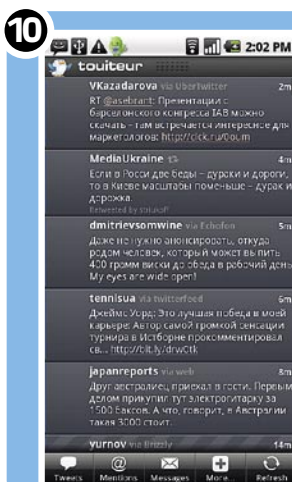 10
2:02 PM
touiteur
VKazadarova via UberTwitter 2m
RT @asebrant: Презентации с
барселонского конгресса IAB можно
скачать – там встречается интересное для
маркетологов: http://clck.ru/0oum
MediaUkraine 4m
Если в России две беды – дураки и дороги,
то в Киеве масштабы поменьше – дурак и
дорожка.
Retweeted by
dmitrievsomwine via Echofon 5m
Даже не нужно анонсировать, откуда
родом человек, который может выпить
400 грамм виски до обеда в рабочий день
My eyes are wide open!
tennisua via twitterfeed 6m
Джеймс Уорд: Это лучшая победа в моей
карьере: Автор самой громкой сенсации
турнира в Истборне прокомментировал
св... http://bit.ly/drwOtk
japanreports via web 8m
Друг австралиец приехал в гости. Первым
делом прикупил тут электрогитару за
1500 баксов. А что, говорит, в Австралии
такая 3000 стоит.
yurnov via Brizzly 14m
Tweets Mentions Messages More... Refresh